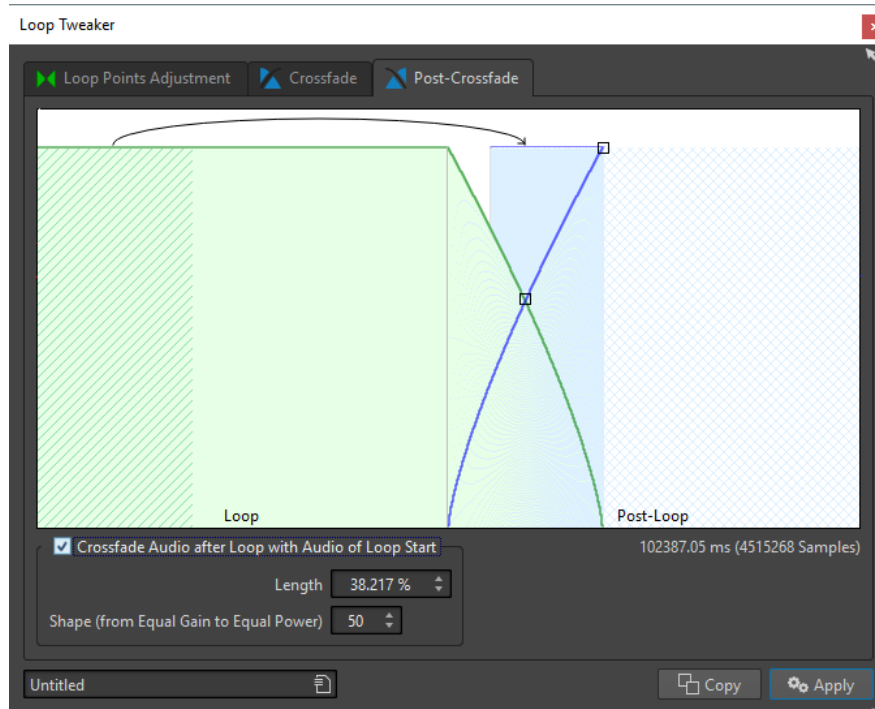 Loop Tweaker
Loop Points Adjustment
Crossfade
Post-Crossfade
Loop
Post-Loop
Crossfade Audio after Loop with Audio of Loop Start
102387.05 ms (4515268 Samples)
Length 38.217 %
Shape (from Equal Gain to Equal Power) 50
Untitled
Copy
Apply